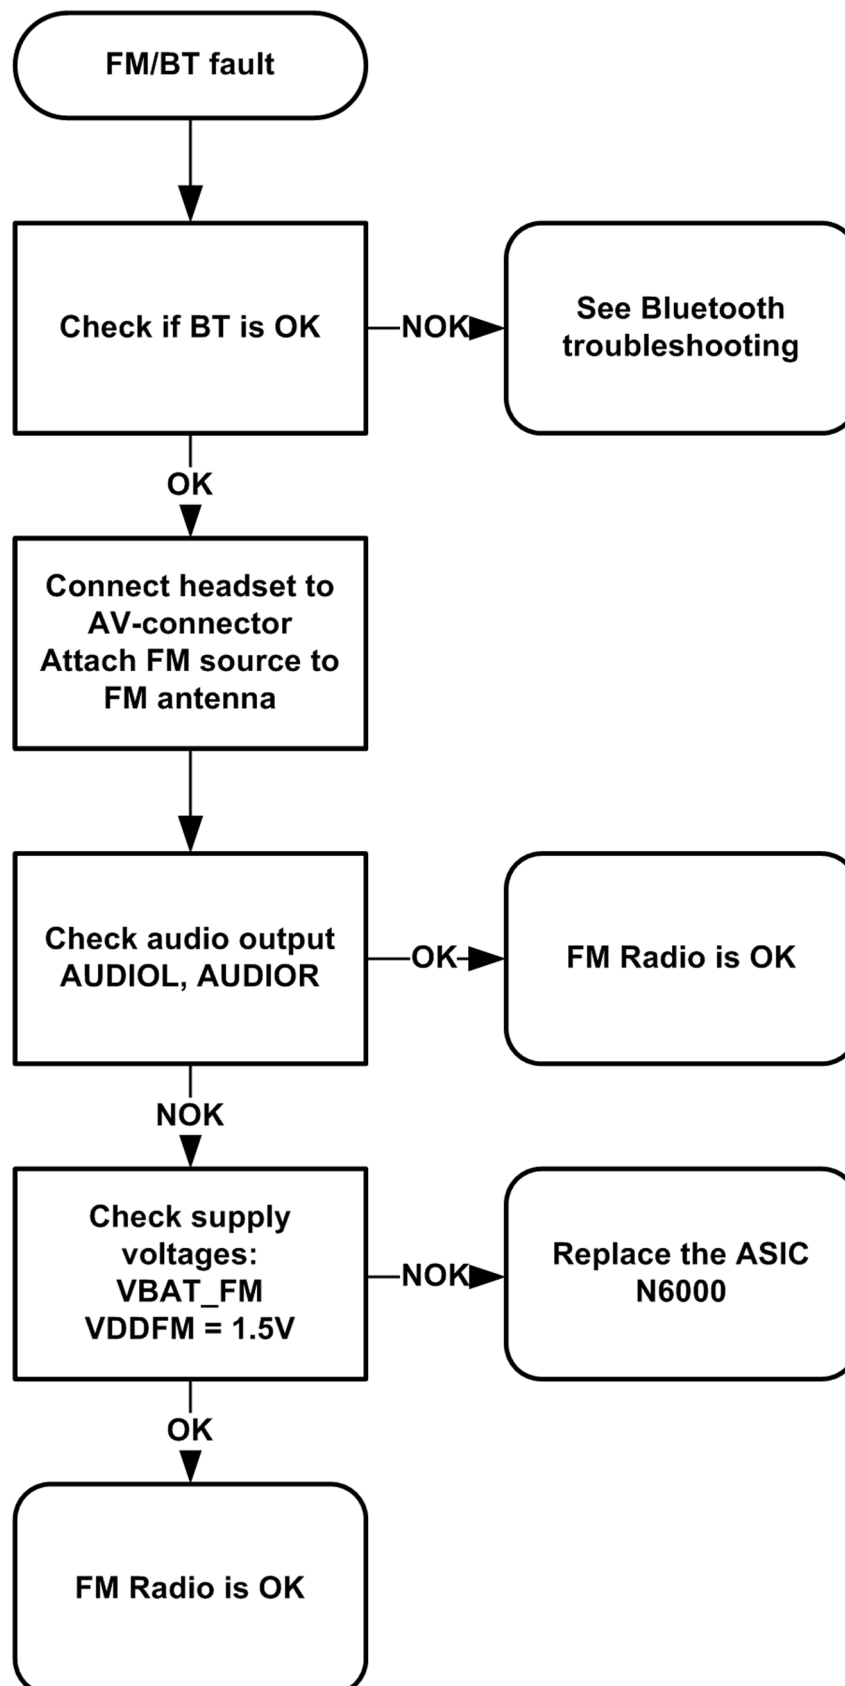 FM/BT fault
Check if BT is OK
NOK
See Bluetooth
troubleshooting
OK
Connect headset to
AV-connector
Attach FM source to
FM antenna
Check audio output
AUDIOL, AUDIOR
OK
FM Radio is OK
NOK
Check supply
voltages:
VBAT_FM
VDDFM = 1.5V
NOK
Replace the ASIC
N6000
OK
FM Radio is OK